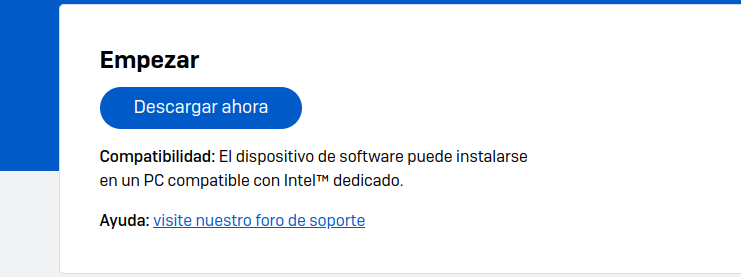 Empezar
Descargar ahora
Compatibilidad: El dispositivo de software puede instalarse
en un PC compatible con Intel™ dedicado.
Ayuda: visite nuestro foro de soporte